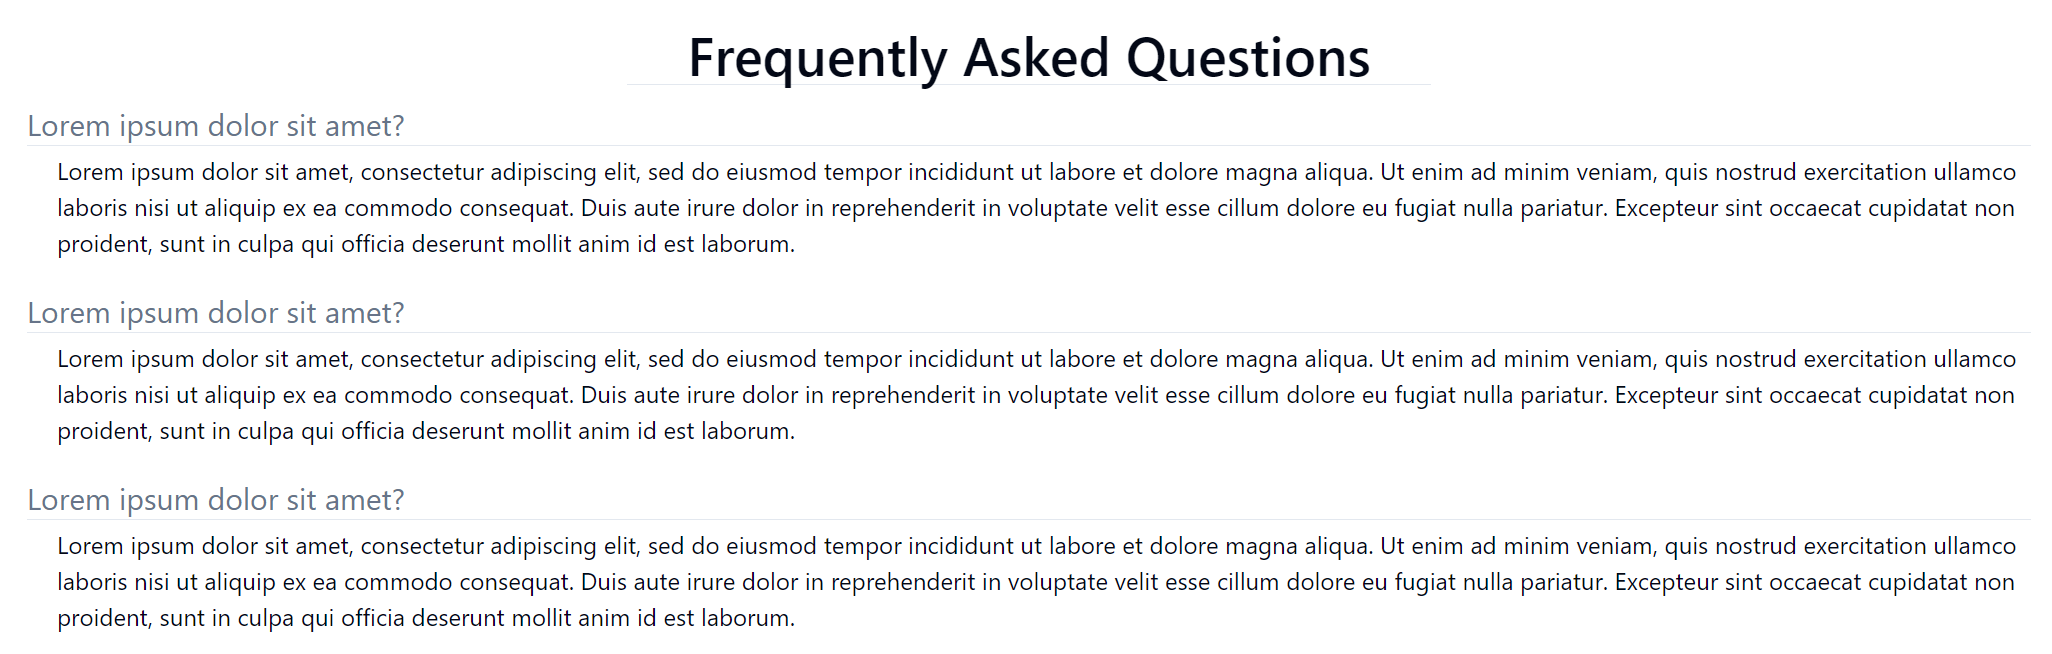 Frequently Asked Questions
Lorem ipsum dolor sit amet?
Lorem ipsum dolor sit amet, consectetur adipiscing elit, sed do eiusmod tempor incididunt ut labore et dolore magna aliqua. Ut enim ad minim veniam, quis nostrud exercitation ullamco
laboris nisi ut aliquip ex ea commodo consequat. Duis aute irure dolor in reprehenderit in voluptate velit esse cillum dolore eu fugiat nulla pariatur. Excepteur sint occaecat cupidatat non
proident, sunt in culpa qui officia deserunt mollit anim id est laborum.
Lorem ipsum dolor sit amet?
Lorem ipsum dolor sit amet, consectetur adipiscing elit, sed do eiusmod tempor incididunt ut labore et dolore magna aliqua. Ut enim ad minim veniam, quis nostrud exercitation ullamco
laboris nisi ut aliquip ex ea commodo consequat. Duis aute irure dolor in reprehenderit in voluptate velit esse cillum dolore eu fugiat nulla pariatur. Excepteur sint occaecat cupidatat non
proident, sunt in culpa qui officia deserunt mollit anim id est laborum.
Lorem ipsum dolor sit amet?
Lorem ipsum dolor sit amet, consectetur adipiscing elit, sed do eiusmod tempor incididunt ut labore et dolore magna aliqua. Ut enim ad minim veniam, quis nostrud exercitation ullamco
laboris nisi ut aliquip ex ea commodo consequat. Duis aute irure dolor in reprehenderit in voluptate velit esse cillum dolore eu fugiat nulla pariatur. Excepteur sint occaecat cupidatat non
proident, sunt in culpa qui officia deserunt mollit anim id est laborum.